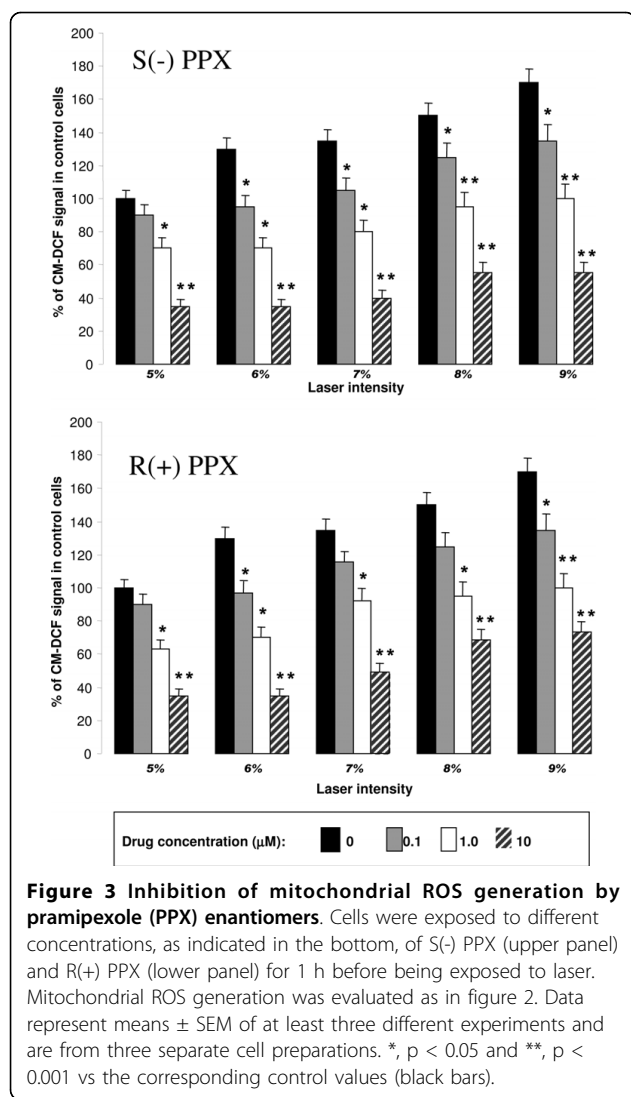 S(-) PPX
% of CM-DCF signal in control cells
200
180
160
140
120
100
80
60
40
20
0
* ** * * ** * * ** * ** ** * ** **
5% 6% 7% 8% 9%
Laser intensity
R(+) PPX
% of CM-DCF signal in control cells
200
180
160
140
120
100
80
60
40
20
0
* ** * * ** * ** * ** * ** **
5% 6% 7% 8% 9%
Laser intensity
Drug concentration (µM): 0 0.1 1.0 10
Figure 3 Inhibition of mitochondrial ROS generation by
pramipexole (PPX) enantiomers. Cells were exposed to different
concentrations, as indicated in the bottom, of S(-) PPX (upper panel)
and R(+) PPX (lower panel) for 1 h before being exposed to laser.
Mitochondrial ROS generation was evaluated as in figure 2. Data
represent means ± SEM of at least three different experiments and
are from three separate cell preparations. *, p < 0.05 and **, p <
0.001 vs the corresponding control values (black bars).